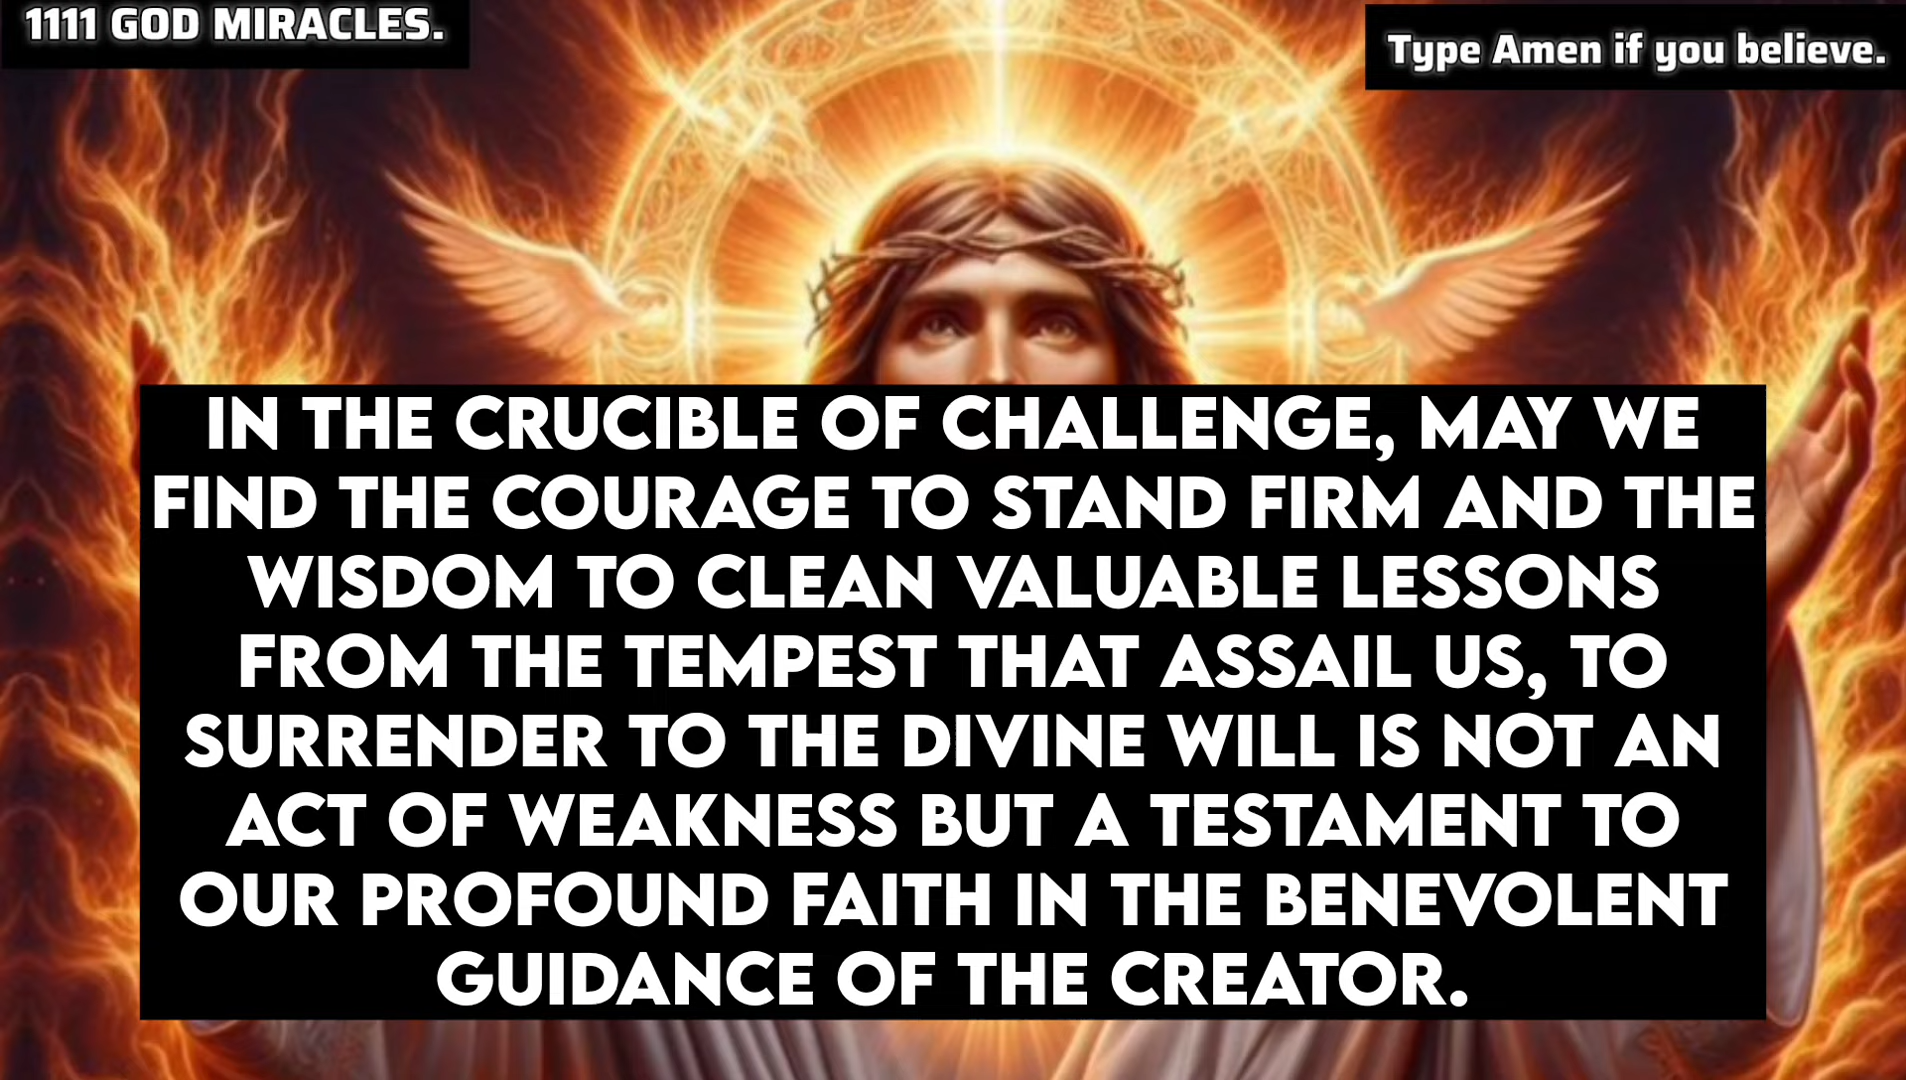 1111 GOD MIRACLES.
Type Amen if you believe.
IN THE CRUCIBLE OF CHALLENGE, MAY WE
FIND THE COURAGE TO STAND FIRM AND THE
WISDOM TO CLEAN VALUABLE LESSONS
FROM THE TEMPEST THAT ASSAIL US, TO
SURRENDER TO THE DIVINE WILL IS NOT AN
ACT OF WEAKNESS BUT A TESTAMENT TO
OUR PROFOUND FAITH IN THE BENEVOLENT
GUIDANCE OF THE CREATOR.